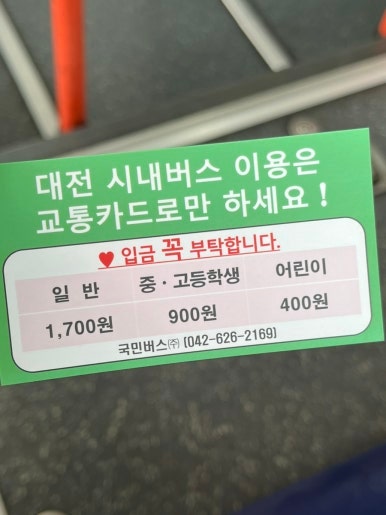 대전 시내버스 이용은
교통카드로만 하세요!
♥ 입금 꼭 부탁합니다.
일 반 중·고등학생 어린이
1,700원 900원 400원
국민버스㈜ (042-626-2169)